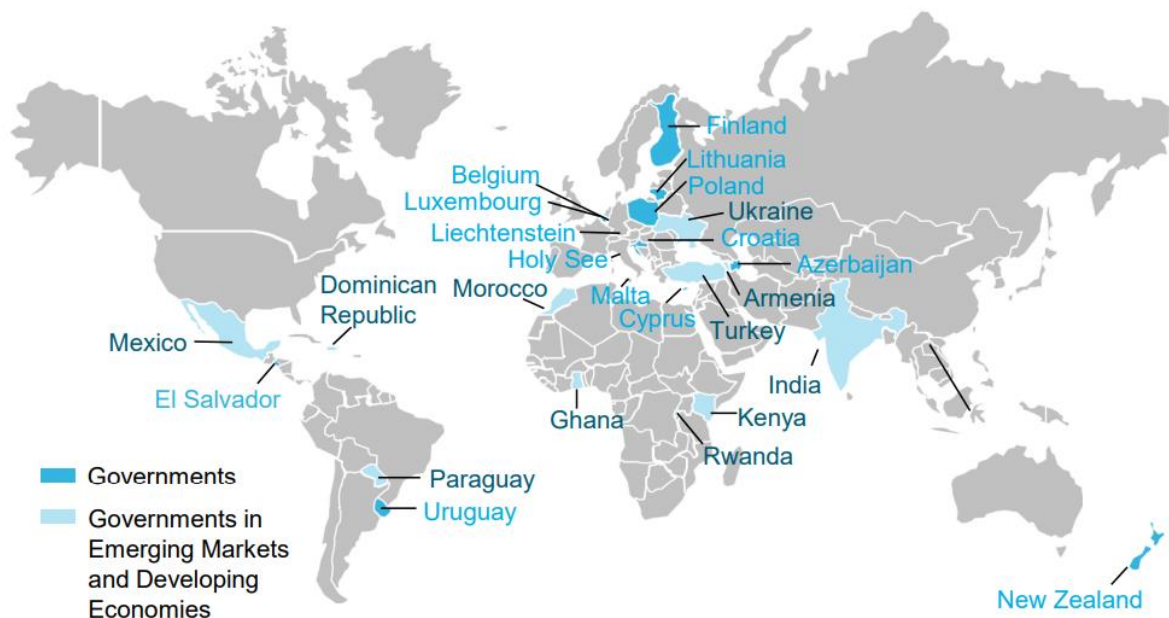 Finland
Lithuania
Belgium
Poland
Luxembourg
Ukraine
Liechtenstein
Croatia
Holy See
Azerbaijan
Dominican
Republic
Morocco
Malta
Armenia
Cyprus
Turkey
Mexico
India
El Salvador
Ghana
Kenya
Rwanda
Governments
Paraguay
Uruguay
Governments in
Emerging Markets
and Developing
Economies
New Zealand